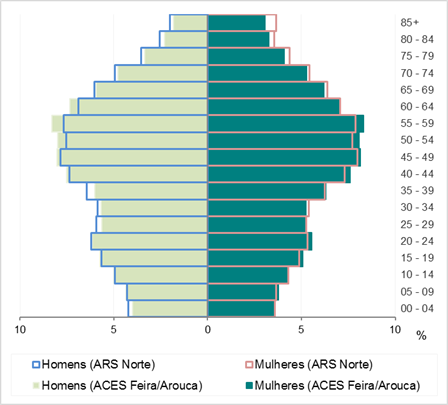 85+
80 - 84
75 - 79
70 - 74
65 - 69
60 - 64
55 - 59
50 - 54
45 - 49
40 - 44
35 - 39
30 - 34
25 - 29
20 - 24
15 - 19
10 - 14
05 - 09
00 - 04
10 5 0 5 10
%
Homens (ARS Norte) Mulheres (ARS Norte)
Homens (ACES Feira/Arouca) Mulheres (ACES Feira/Arouca)